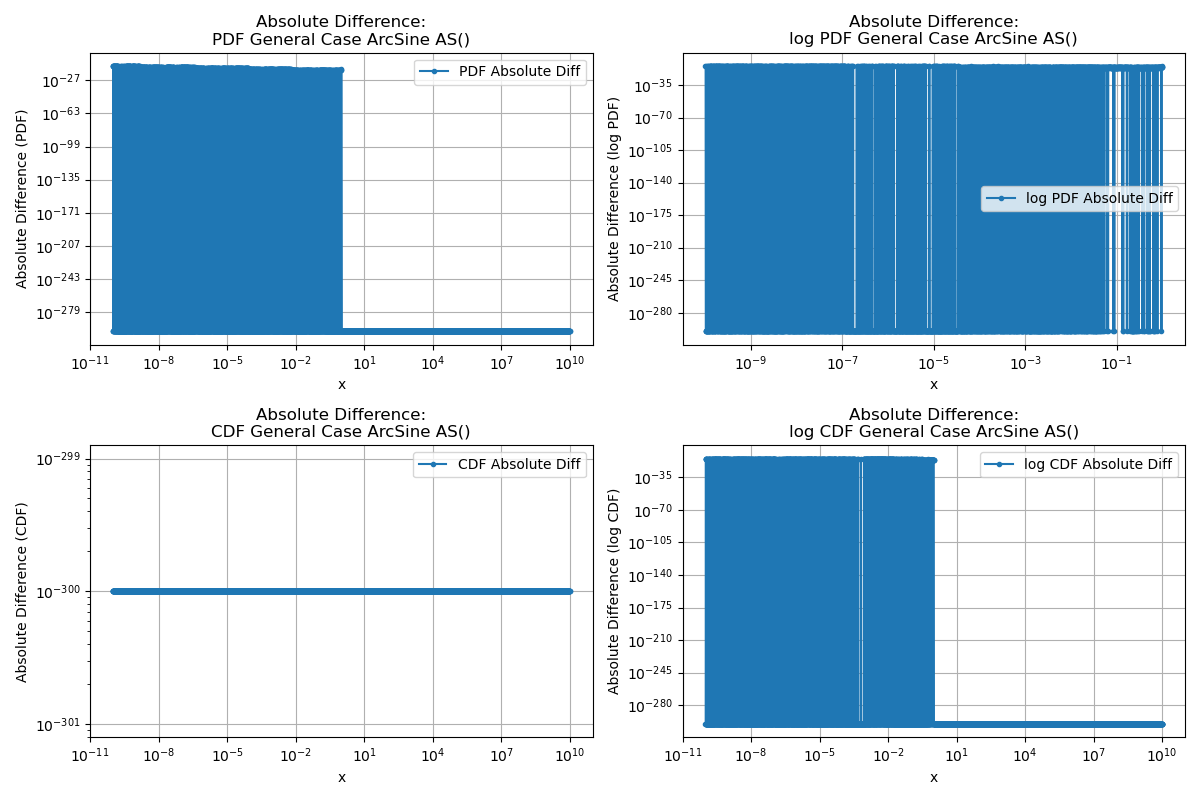 Absolute Difference:
PDF General Case ArcSine AS()
Absolute Difference (PDF)
10^-27
10^-63
10^-99
10^-135
10^-171
10^-207
10^-243
10^-279
PDF Absolute Diff
10^-11 10^-8 10^-5 10^-2 10^1 10^4 10^7 10^10
x
Absolute Difference:
log PDF General Case ArcSine AS()
Absolute Difference (log PDF)
10^-35
10^-70
10^-105
10^-140
10^-175
10^-210
10^-245
10^-280
log PDF Absolute Diff
10^-9 10^-7 10^-5 10^-3 10^-1
x
Absolute Difference:
CDF General Case ArcSine AS()
Absolute Difference (CDF)
10^-299
10^-300
10^-301
CDF Absolute Diff
10^-11 10^-8 10^-5 10^-2 10^1 10^4 10^7 10^10
x
Absolute Difference:
log CDF General Case ArcSine AS()
Absolute Difference (log CDF)
10^-35
10^-70
10^-105
10^-140
10^-175
10^-210
10^-245
10^-280
log CDF Absolute Diff
10^-11 10^-8 10^-5 10^-2 10^1 10^4 10^7 10^10
x